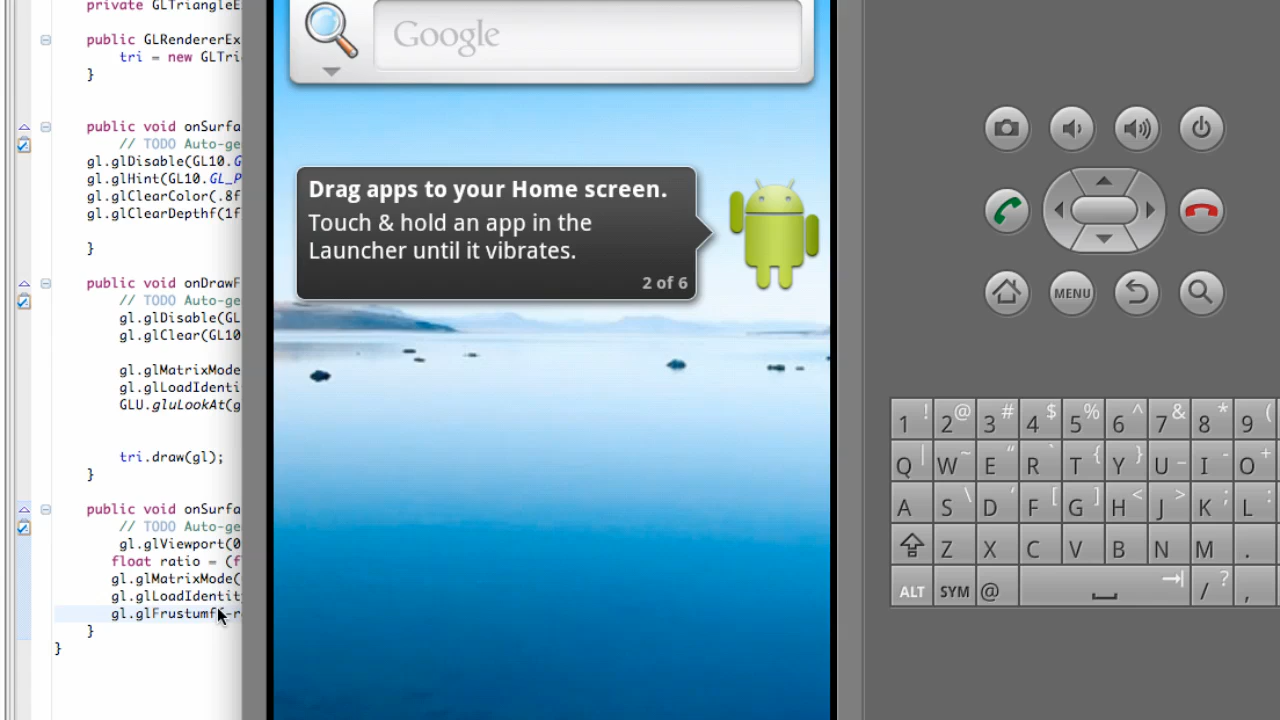 private GLTriangleE
public GLRendererEx
tri = new GLTri
}
public void onSurfa
// TODO Auto-ge
gl.glDisable(GL10.G
gl.glHint(GL10.GL_P
gl.glClearColor(.8f
gl.glClearDepthf(1f
}
public void onDrawF
// TODO Auto-ge
gl.glDisable(GL
gl.glClear(GL10
gl.glMatrixMode
gl.glLoadIdenti
GLU.gluLookAt(g
tri.draw(gl);
}
public void onSurfa
// TODO Auto-ge
gl.glViewport(0
float ratio = (f
gl.glMatrixMode(
gl.glLoadIdentit
gl.glFrustumf(-r
}
}
Google
Drag apps to your Home screen.
Touch & hold an app in the
Launcher until it vibrates.
2 of 6
MENU
1 ! 2 @ 3 # 4 $ 5 % 6 ^ 7 & 8 * 9 (
Q | W ~ E " R ` T { Y } U _ I - O +
A S \ D ' F [ G ] H < J > K ; L :
Z X C V B N M .
ALT SYM @ / ? ,